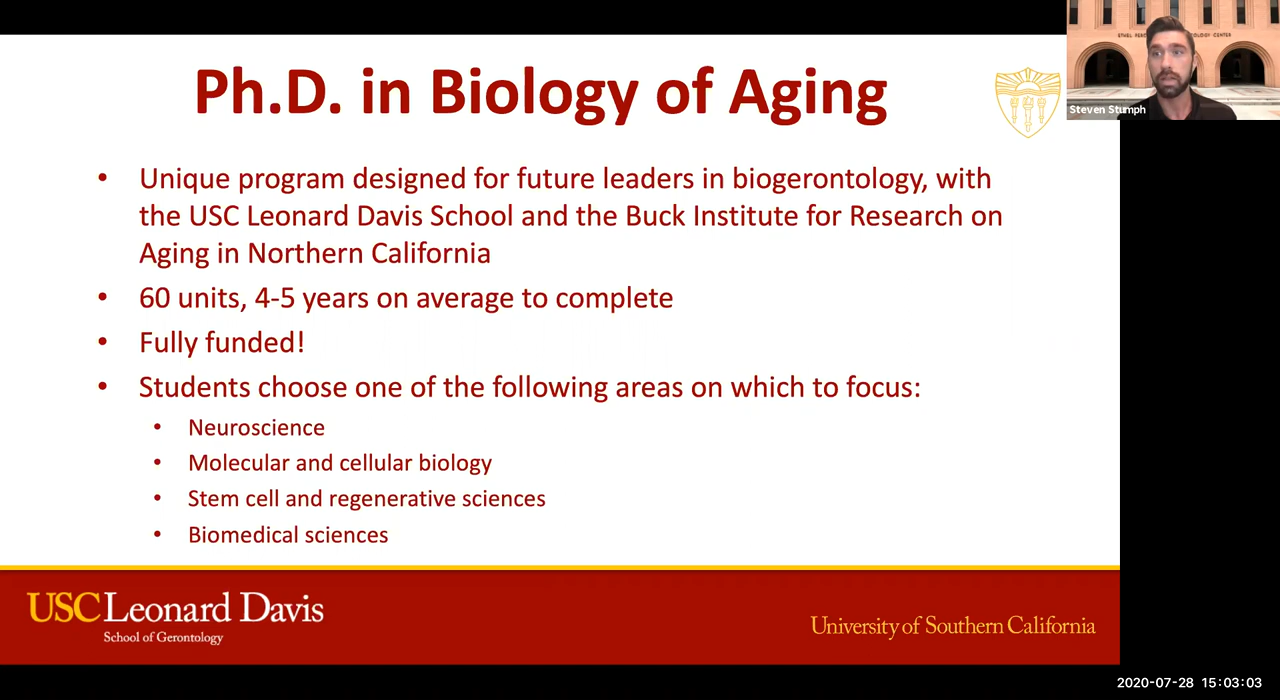 Ph.D. in Biology of Aging
Steven Stumph
• Unique program designed for future leaders in biogerontology, with
the USC Leonard Davis School and the Buck Institute for Research on
Aging in Northern California
• 60 units, 4-5 years on average to complete
• Fully funded!
• Students choose one of the following areas on which to focus:
• Neuroscience
• Molecular and cellular biology
• Stem cell and regenerative sciences
• Biomedical sciences
USC Leonard Davis
School of Gerontology
University of Southern California
2020-07-28 15:03:03